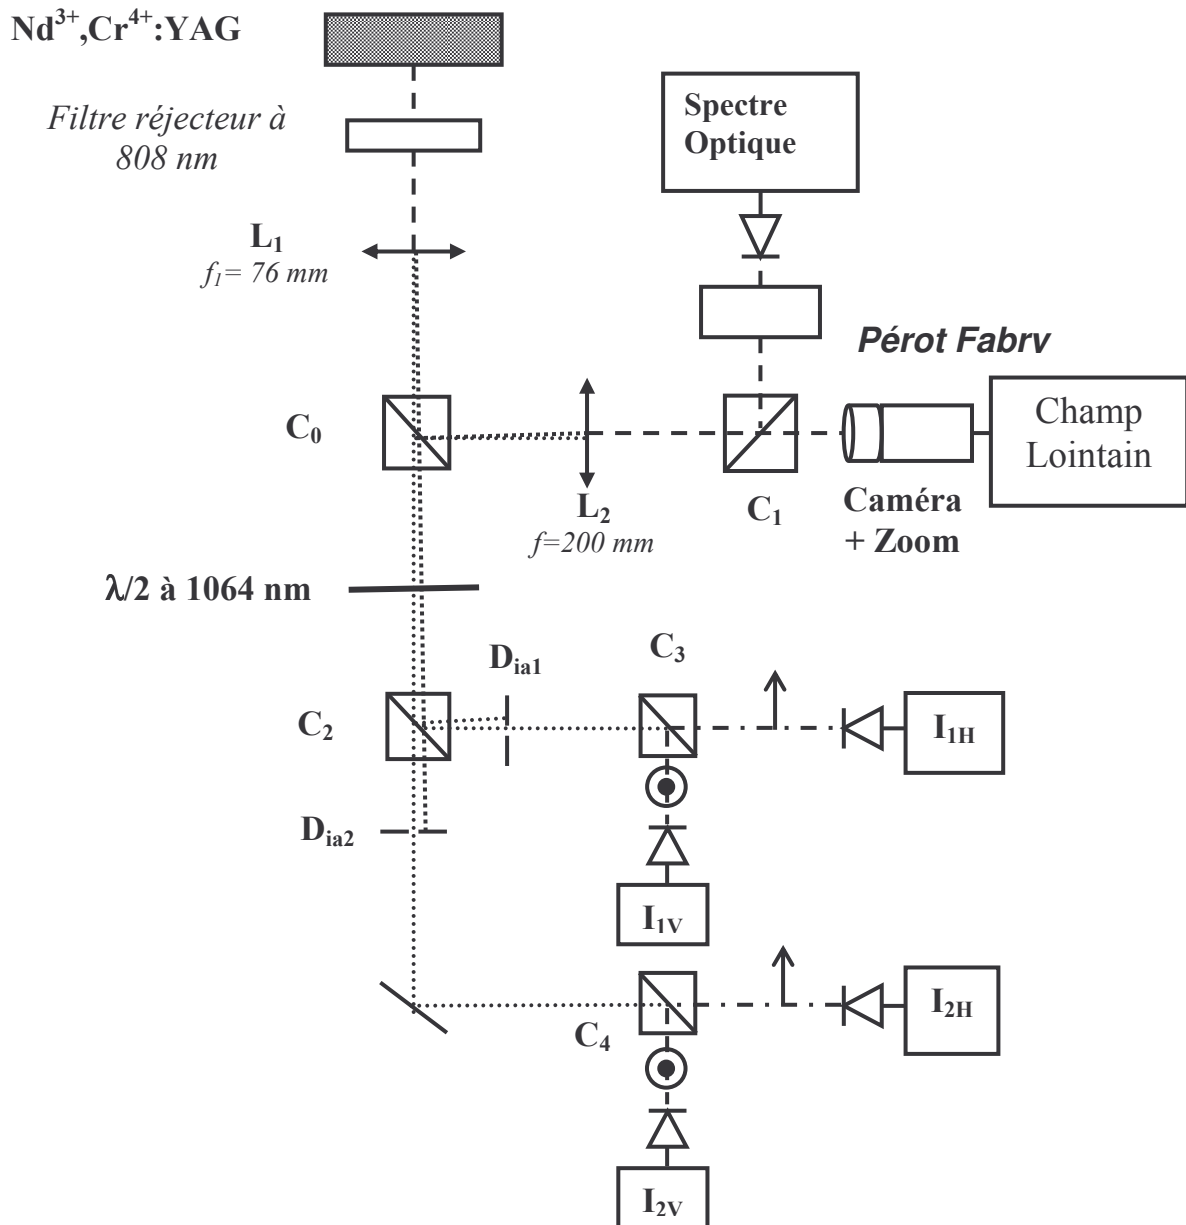 Nd³⁺,Cr⁴⁺:YAG
Filtre réjecteur à
808 nm
Spectre
Optique
L₁
f₁= 76 mm
Pérot Fabrv
C₀
C₁
Champ
Lointain
L₂
f=200 mm
Caméra
+ Zoom
λ/2 à 1064 nm
Dᵢₐ₁
C₃
C₂
I₁H
Dᵢₐ₂
I₁V
C₄
I₂H
I₂V